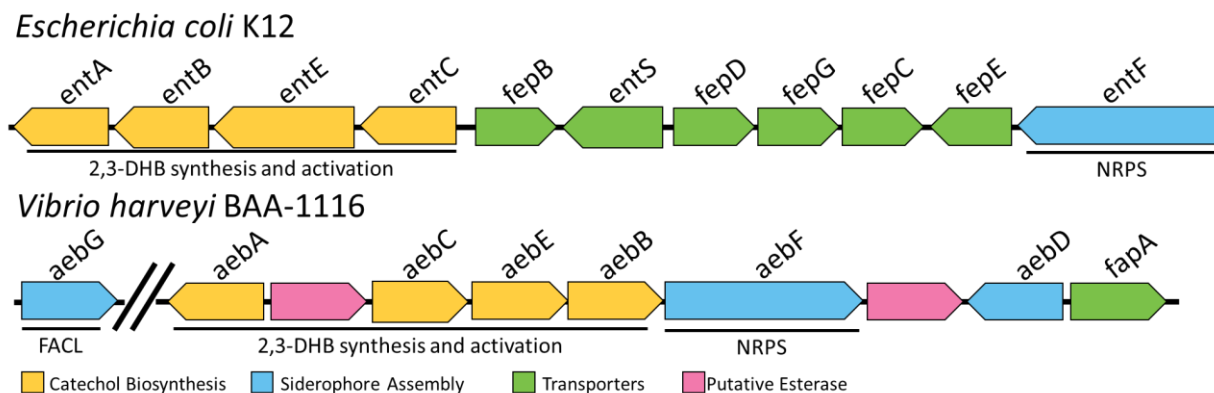 Escherichia coli K12
entA entB entE entC fepB entS fepD fepG fepC fepE entF
2,3-DHB synthesis and activation NRPS
Vibrio harveyi BAA-1116
aebG aebA aebC aebE aebB aebF aebD fapA
FACL 2,3-DHB synthesis and activation NRPS
Catechol Biosynthesis Siderophore Assembly Transporters Putative Esterase